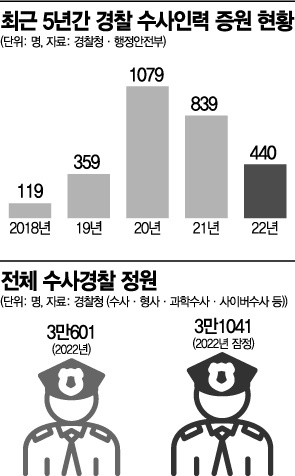 최근 5년간 경찰 수사인력 증원 현황
(단위: 명, 자료: 경찰청·행정안전부)
1079
839
440
359
119
2018년 19년 20년 21년 22년
전체 수사경찰 정원
(단위: 명, 자료: 경찰청 (수사·형사·과학수사·사이버수사 등))
3만601 3만1041
(2022년) (2022년 잠정)